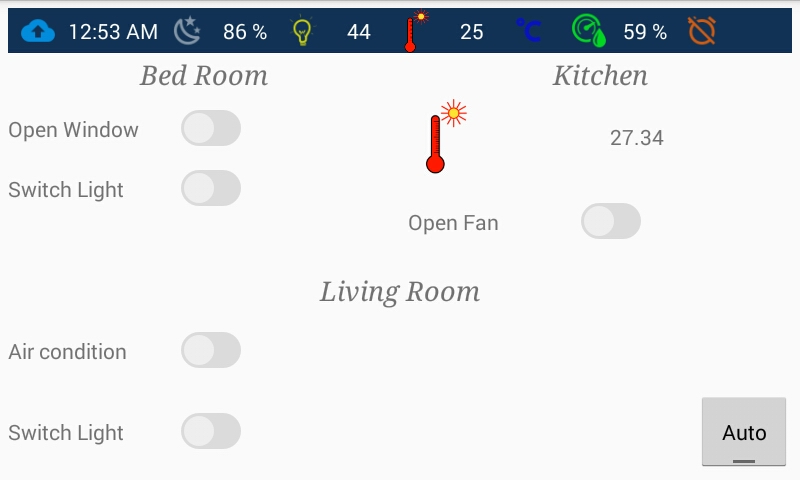 12:53 AM 86 % 44 25 °C 59 %
Bed Room Kitchen
Open Window
27.34
Switch Light
Open Fan
Living Room
Air condition
Switch Light
Auto